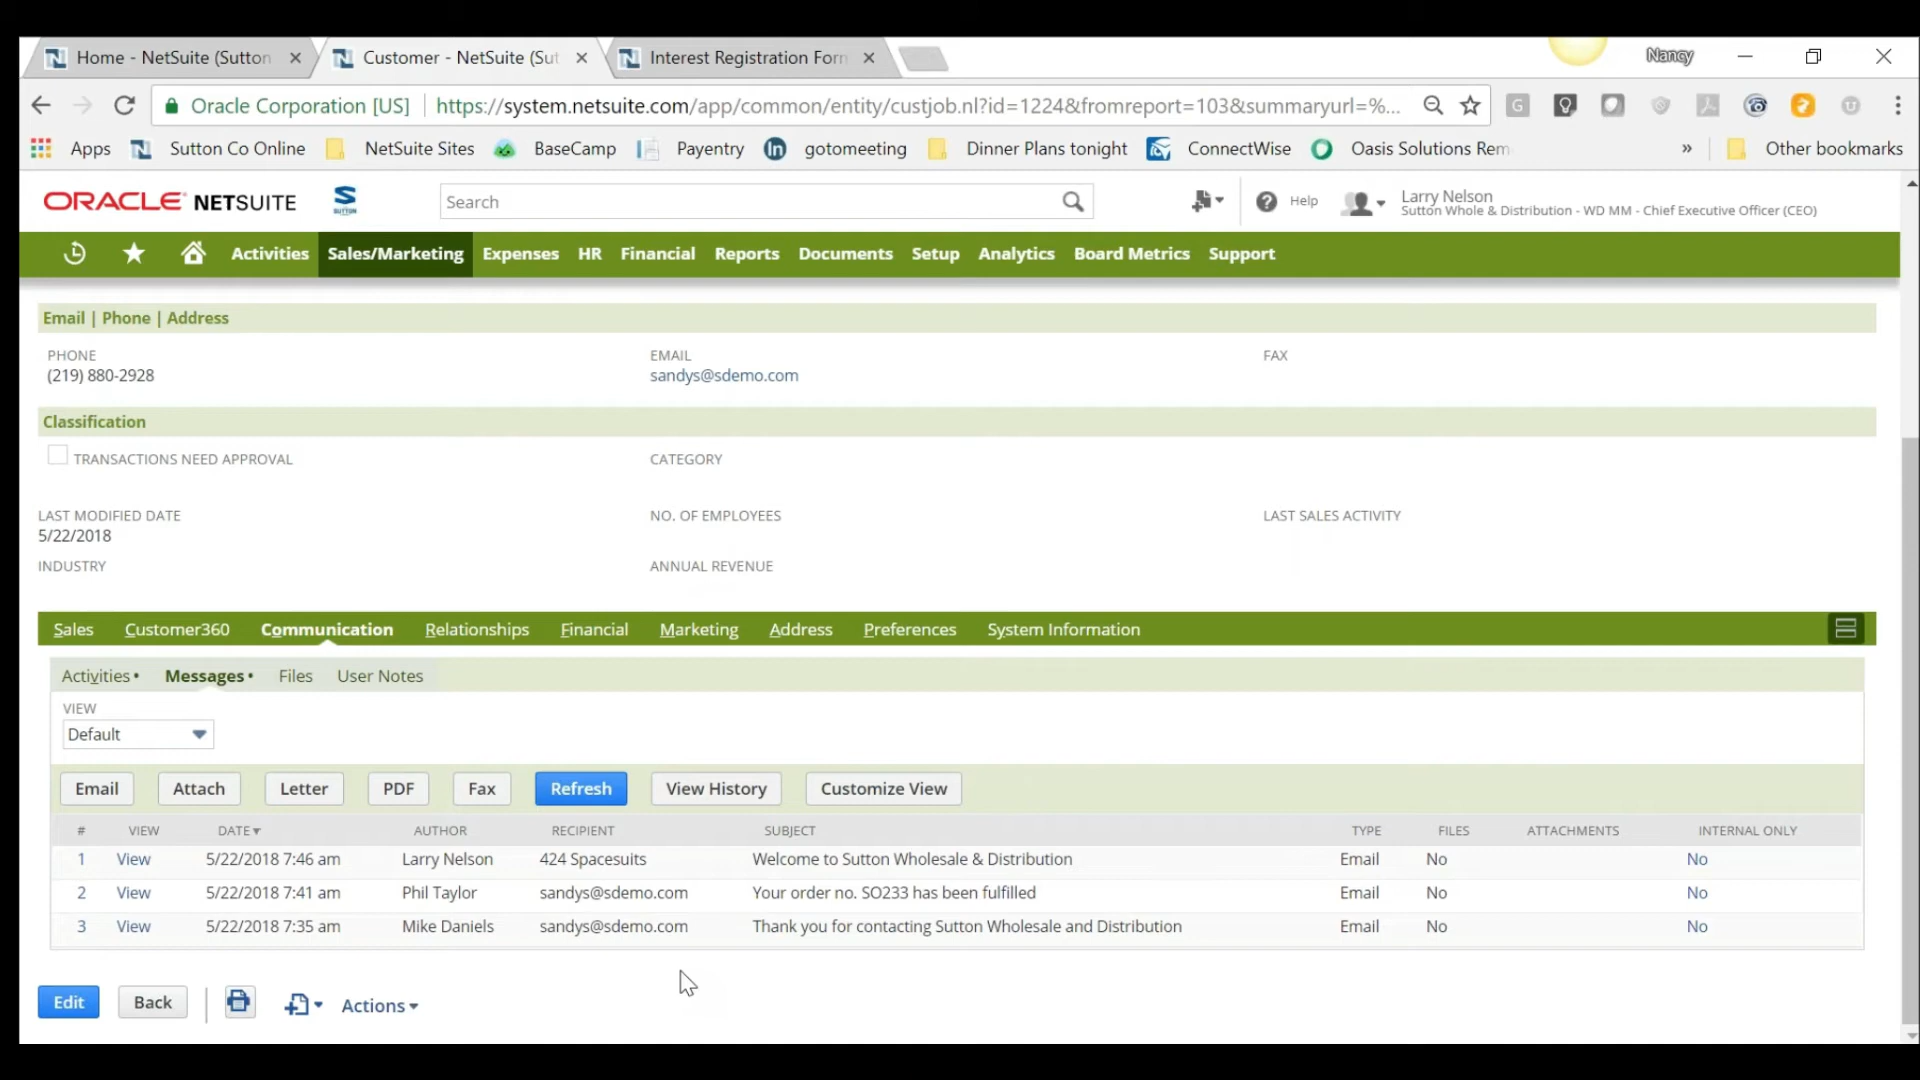 Home - NetSuite (Sutton
Customer - NetSuite (Sut
Interest Registration Form
Nancy
Oracle Corporation [US]
https://system.netsuite.com/app/common/entity/custjob.nl?id=1224&fromreport=103&summaryurl=%...
Apps
Sutton Co Online
NetSuite Sites
BaseCamp
Payentry
gotomeeting
Dinner Plans tonight
ConnectWise
Oasis Solutions Rem
»
Other bookmarks
ORACLE NETSUITE
SUTTON
Search
Help
Larry Nelson
Sutton Whole & Distribution - WD MM - Chief Executive Officer (CEO)
Activities
Sales/Marketing
Expenses
HR
Financial
Reports
Documents
Setup
Analytics
Board Metrics
Support
Email | Phone | Address
PHONE
(219) 880-2928
EMAIL
sandys@sdemo.com
FAX
Classification
TRANSACTIONS NEED APPROVAL
CATEGORY
LAST MODIFIED DATE
5/22/2018
NO. OF EMPLOYEES
LAST SALES ACTIVITY
INDUSTRY
ANNUAL REVENUE
Sales
Customer360
Communication
Relationships
Financial
Marketing
Address
Preferences
System Information
Activities •
Messages •
Files
User Notes
VIEW
Default
Email
Attach
Letter
PDF
Fax
Refresh
View History
Customize View
# VIEW DATE AUTHOR RECIPIENT SUBJECT TYPE FILES ATTACHMENTS INTERNAL ONLY
1 View 5/22/2018 7:46 am Larry Nelson 424 Spacesuits Welcome to Sutton Wholesale & Distribution Email No No
2 View 5/22/2018 7:41 am Phil Taylor sandys@sdemo.com Your order no. SO233 has been fulfilled Email No No
3 View 5/22/2018 7:35 am Mike Daniels sandys@sdemo.com Thank you for contacting Sutton Wholesale and Distribution Email No No
Edit
Back
Actions